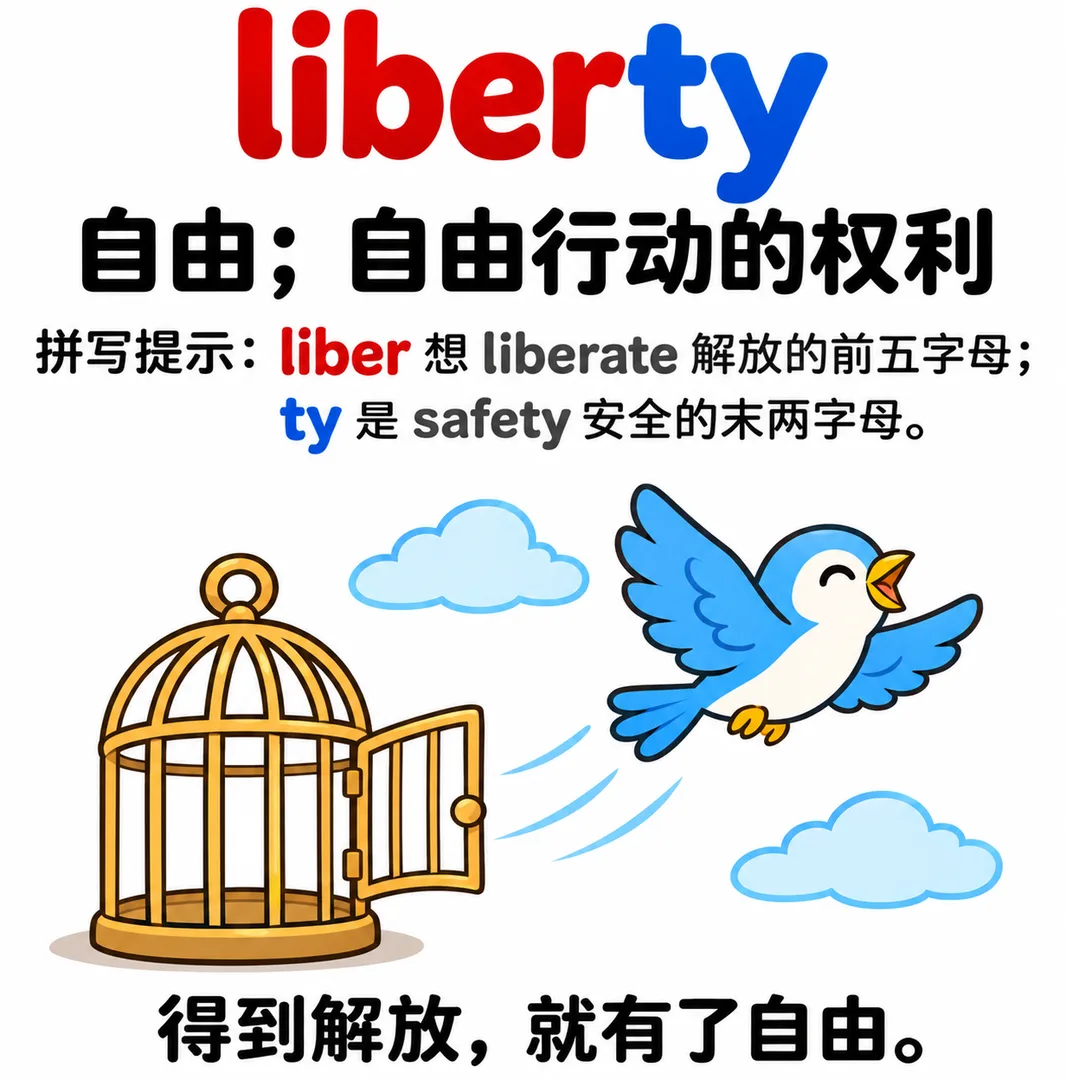 liberty
自由；自由行动的权利
拼写提示：liber 想 liberate 解放的前五字母；
ty 是 safety 安全的末两字母。
得到解放，就有了自由。